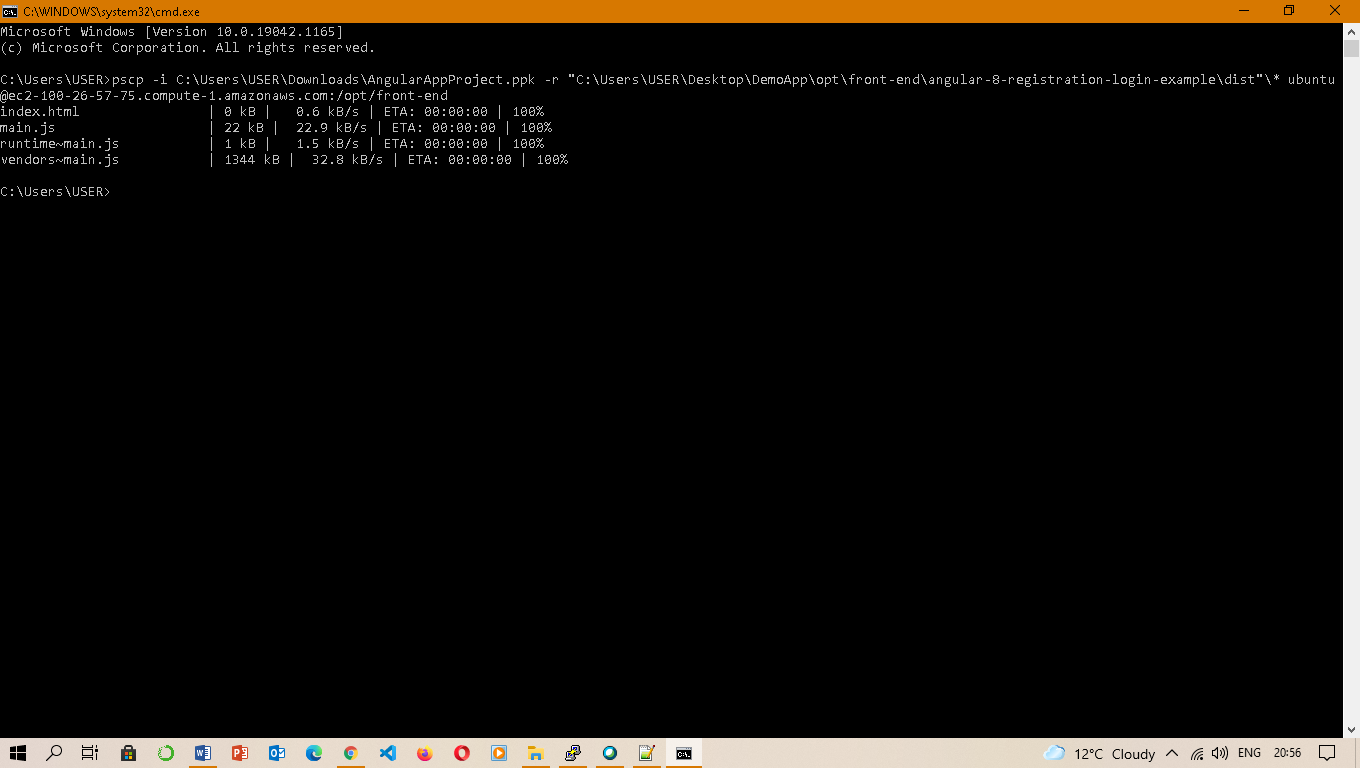 C:\WINDOWS\system32\cmd.exe
Microsoft Windows [Version 10.0.19042.1165]
(c) Microsoft Corporation. All rights reserved.
C:\Users\USER>pscp -i C:\Users\USER\Downloads\AngularAppProject.ppk -r "C:\Users\USER\Desktop\DemoApp\opt\front-end\angular-8-registration-login-example\dist"\* ubuntu
@ec2-100-26-57-75.compute-1.amazonaws.com:/opt/front-end
index.html | 0 kB | 0.6 kB/s | ETA: 00:00:00 | 100%
main.js | 22 kB | 22.9 kB/s | ETA: 00:00:00 | 100%
runtime~main.js | 1 kB | 1.5 kB/s | ETA: 00:00:00 | 100%
vendors~main.js | 1344 kB | 32.8 kB/s | ETA: 00:00:00 | 100%
C:\Users\USER>
12°C Cloudy ENG 20:56